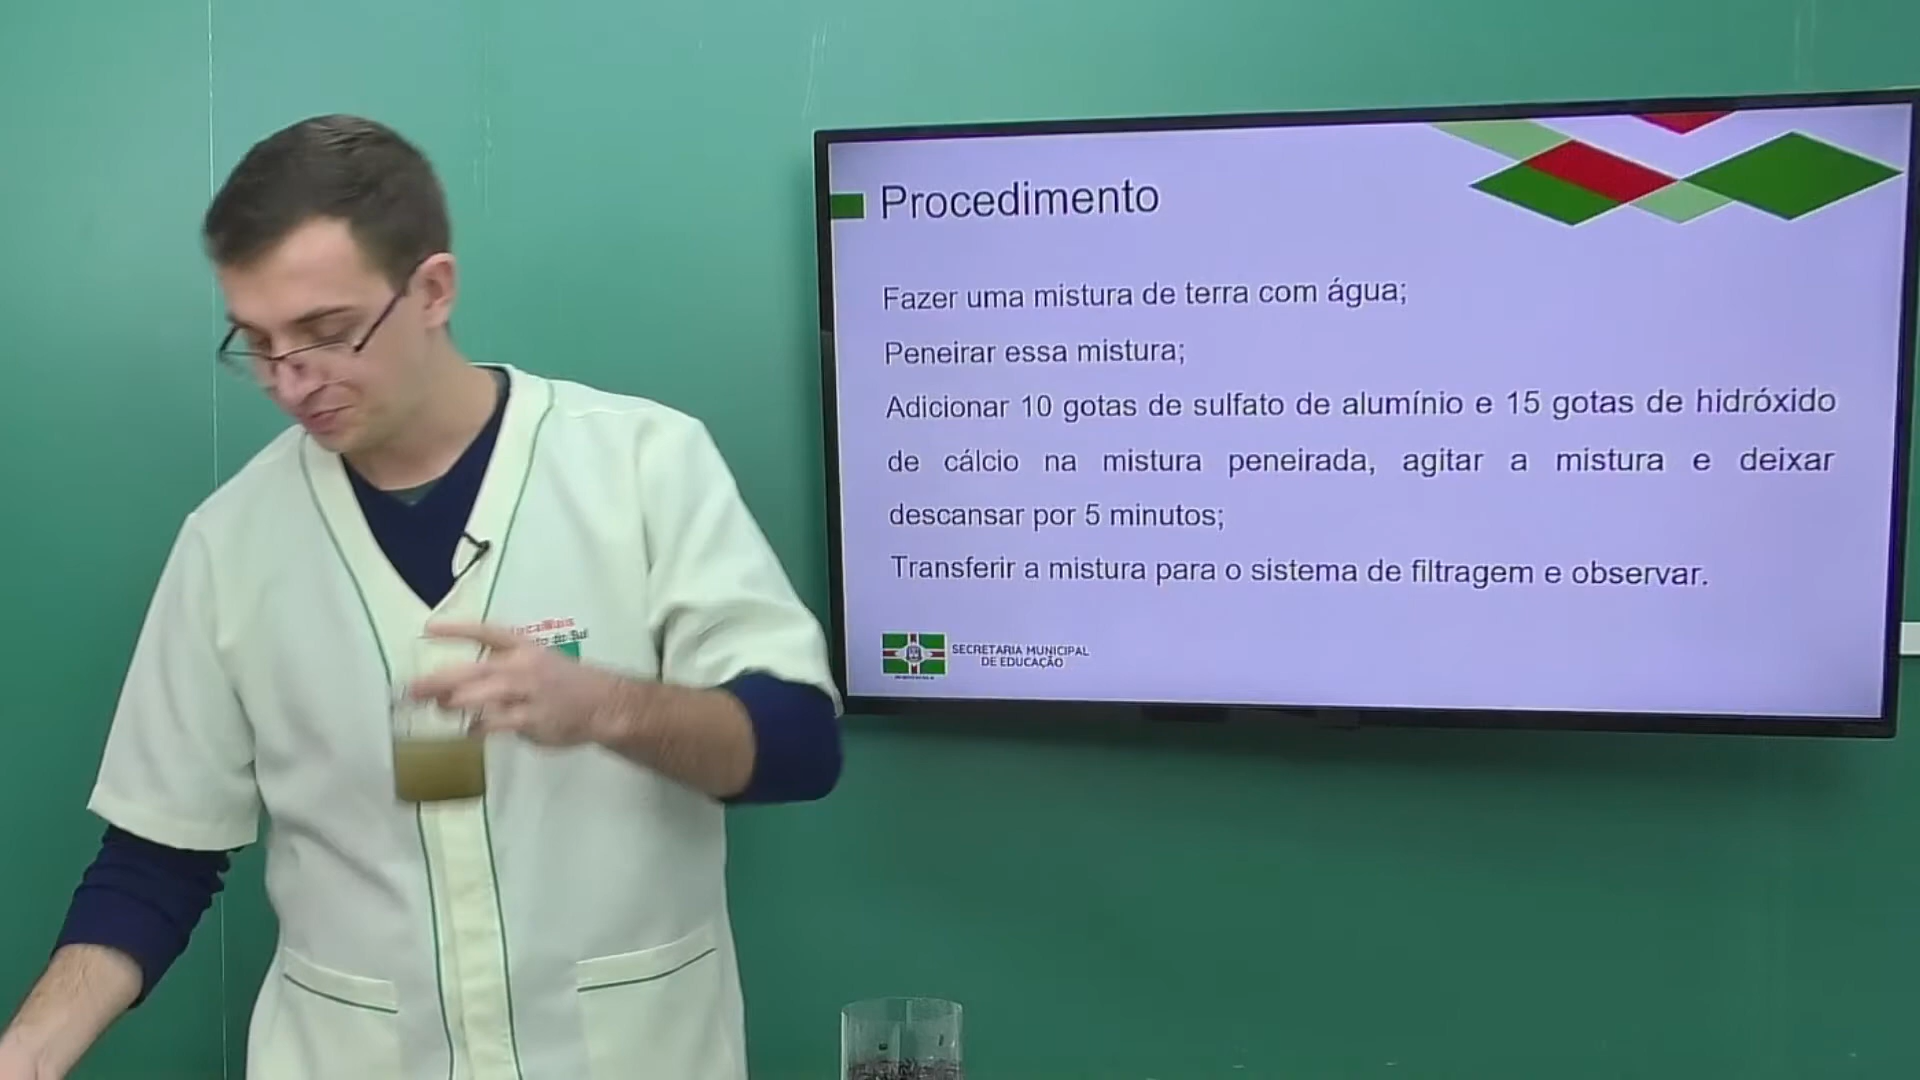 Procedimento
Fazer uma mistura de terra com água;
Peneirar essa mistura;
Adicionar 10 gotas de sulfato de alumínio e 15 gotas de hidróxido
de cálcio na mistura peneirada, agitar a mistura e deixar
descansar por 5 minutos;
Transferir a mistura para o sistema de filtragem e observar.
SECRETARIA MUNICIPAL
DE EDUCAÇÃO
do Sul